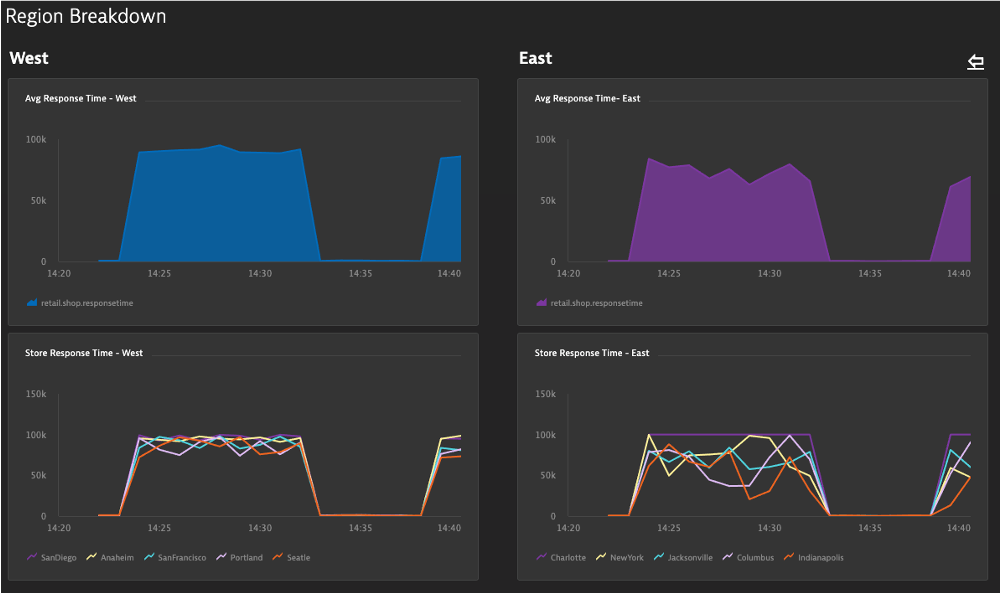 Region Breakdown
West
East
Avg Response Time - West
100k
50k
0
14:20 14:25 14:30 14:35 14:40
retail.shop.responsetime
Avg Response Time- East
100k
50k
0
14:20 14:25 14:30 14:35 14:40
retail.shop.responsetime
Store Response Time - West
150k
100k
50k
0
14:20 14:25 14:30 14:35 14:40
SanDiego Anaheim SanFrancisco Portland Seatle
Store Response Time - East
150k
100k
50k
0
14:20 14:25 14:30 14:35 14:40
Charlotte NewYork Jacksonville Columbus Indianapolis